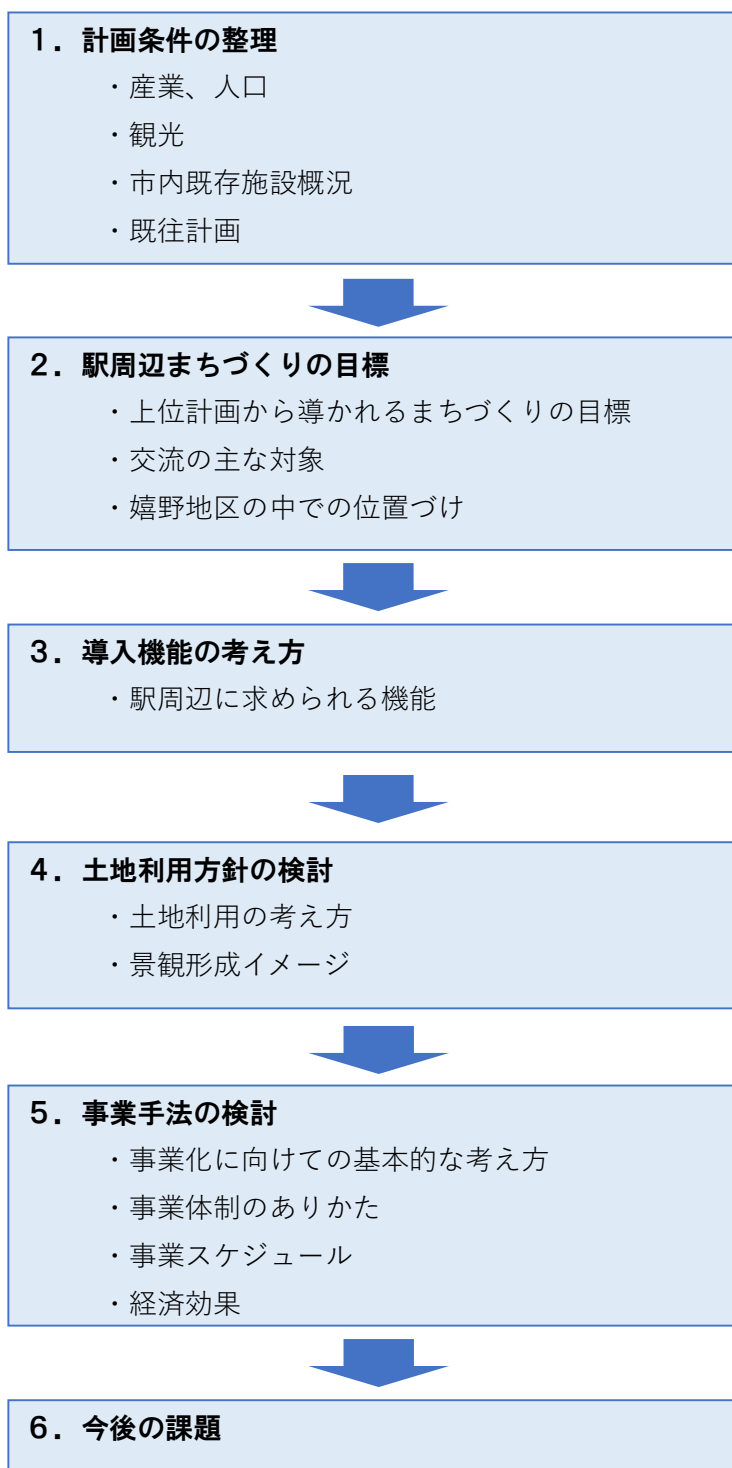 １．計画条件の整理
・産業、人口
・観光
・市内既存施設概況
・既往計画
２．駅周辺まちづくりの目標
・上位計画から導かれるまちづくりの目標
・交流の主な対象
・嬉野地区の中での位置づけ
３．導入機能の考え方
・駅周辺に求められる機能
４．土地利用方針の検討
・土地利用の考え方
・景観形成イメージ
５．事業手法の検討
・事業化に向けての基本的な考え方
・事業体制のありかた
・事業スケジュール
・経済効果
６．今後の課題